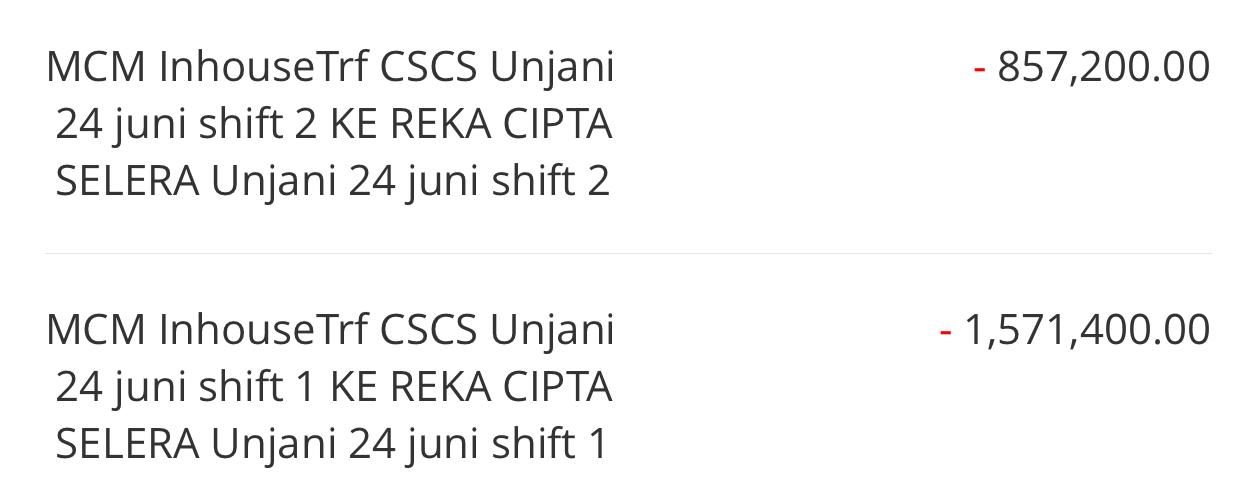 MCM InhouseTrf CSCS Unjani - 857,200.00
24 juni shift 2 KE REKA CIPTA
SELERA Unjani 24 juni shift 2
MCM InhouseTrf CSCS Unjani - 1,571,400.00
24 juni shift 1 KE REKA CIPTA
SELERA Unjani 24 juni shift 1